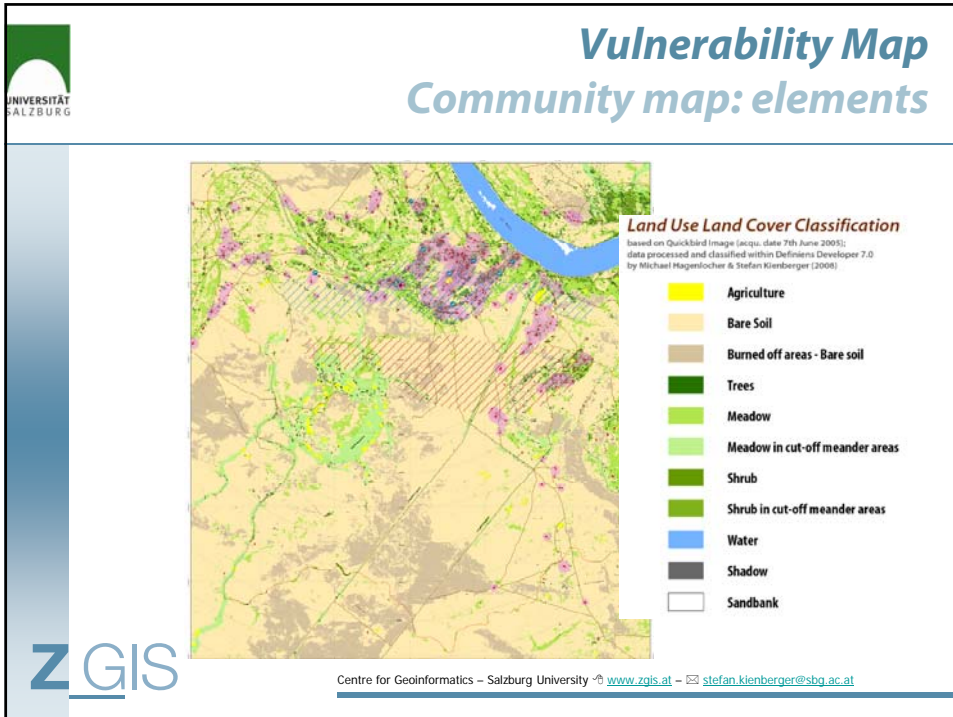 UNIVERSITÄT
SALZBURG
Vulnerability Map
Community map: elements
Land Use Land Cover Classification
based on Quickbird Image (acqu. date 7th June 2005);
data processed and classified within Definiens Developer 7.0
by Michael Hagenlocher & Stefan Kienberger (2008)
Agriculture
Bare Soil
Burned off areas - Bare soil
Trees
Meadow
Meadow in cut-off meander areas
Shrub
Shrub in cut-off meander areas
Water
Shadow
Sandbank
Z_GIS
Centre for Geoinformatics – Salzburg University www.zgis.at – stefan.kienberger@sbg.ac.at